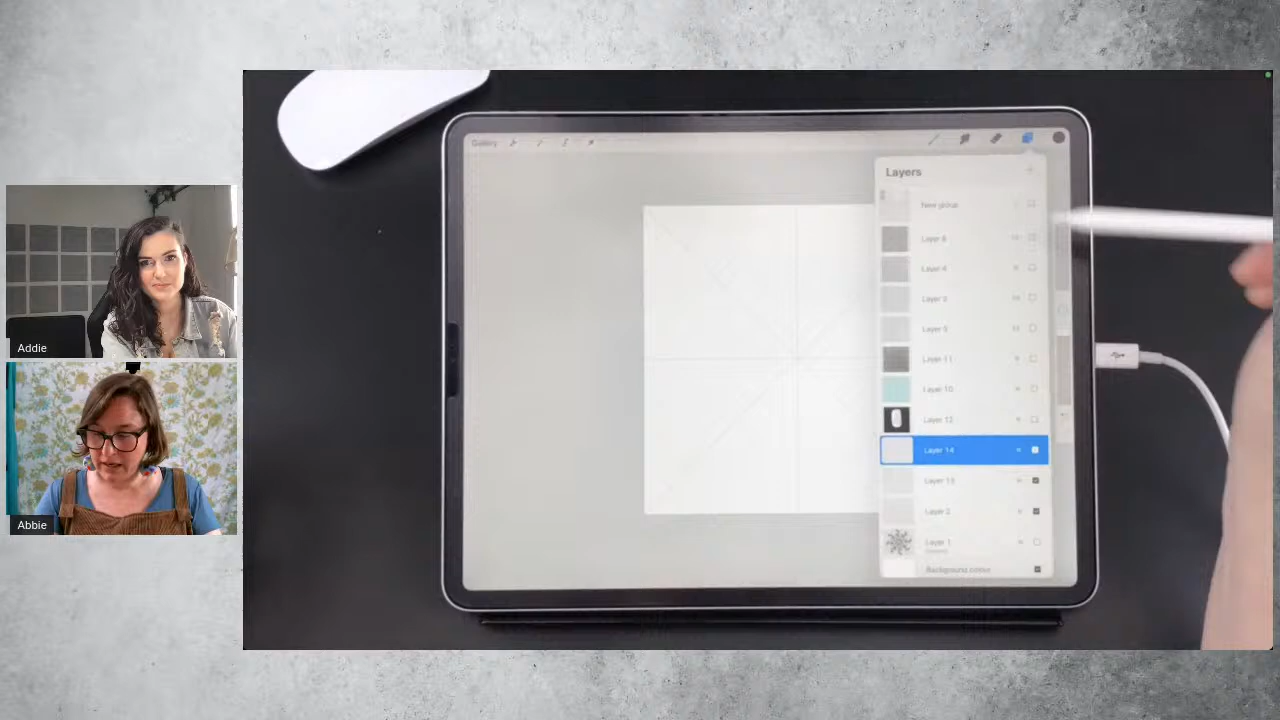 Gallery
Layers
New group
Layer 6
Layer 4
Layer 3
Layer 5
Layer 11
Layer 10
Layer 12
Layer 14
Layer 13
Layer 2
Layer 1
Background colour
Addie
Abbie